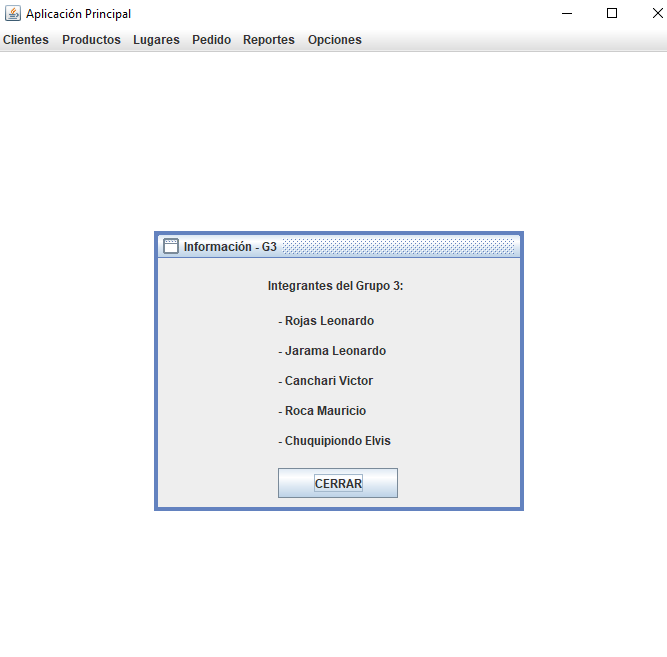 Aplicación Principal
Clientes Productos Lugares Pedido Reportes Opciones
Información - G3
Integrantes del Grupo 3:
- Rojas Leonardo
- Jarama Leonardo
- Canchari Victor
- Roca Mauricio
- Chuquipiondo Elvis
CERRAR